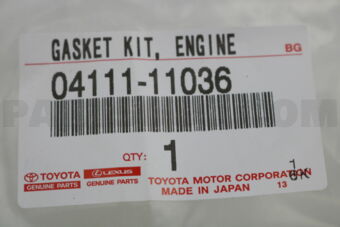 GASKET KIT, ENGINE BG
04111-11036
QTY: 1
TOYOTA GENUINE PARTS
LEXUS GENUINE PARTS
TOYOTA MOTOR CORPORATION
MADE IN JAPAN 13